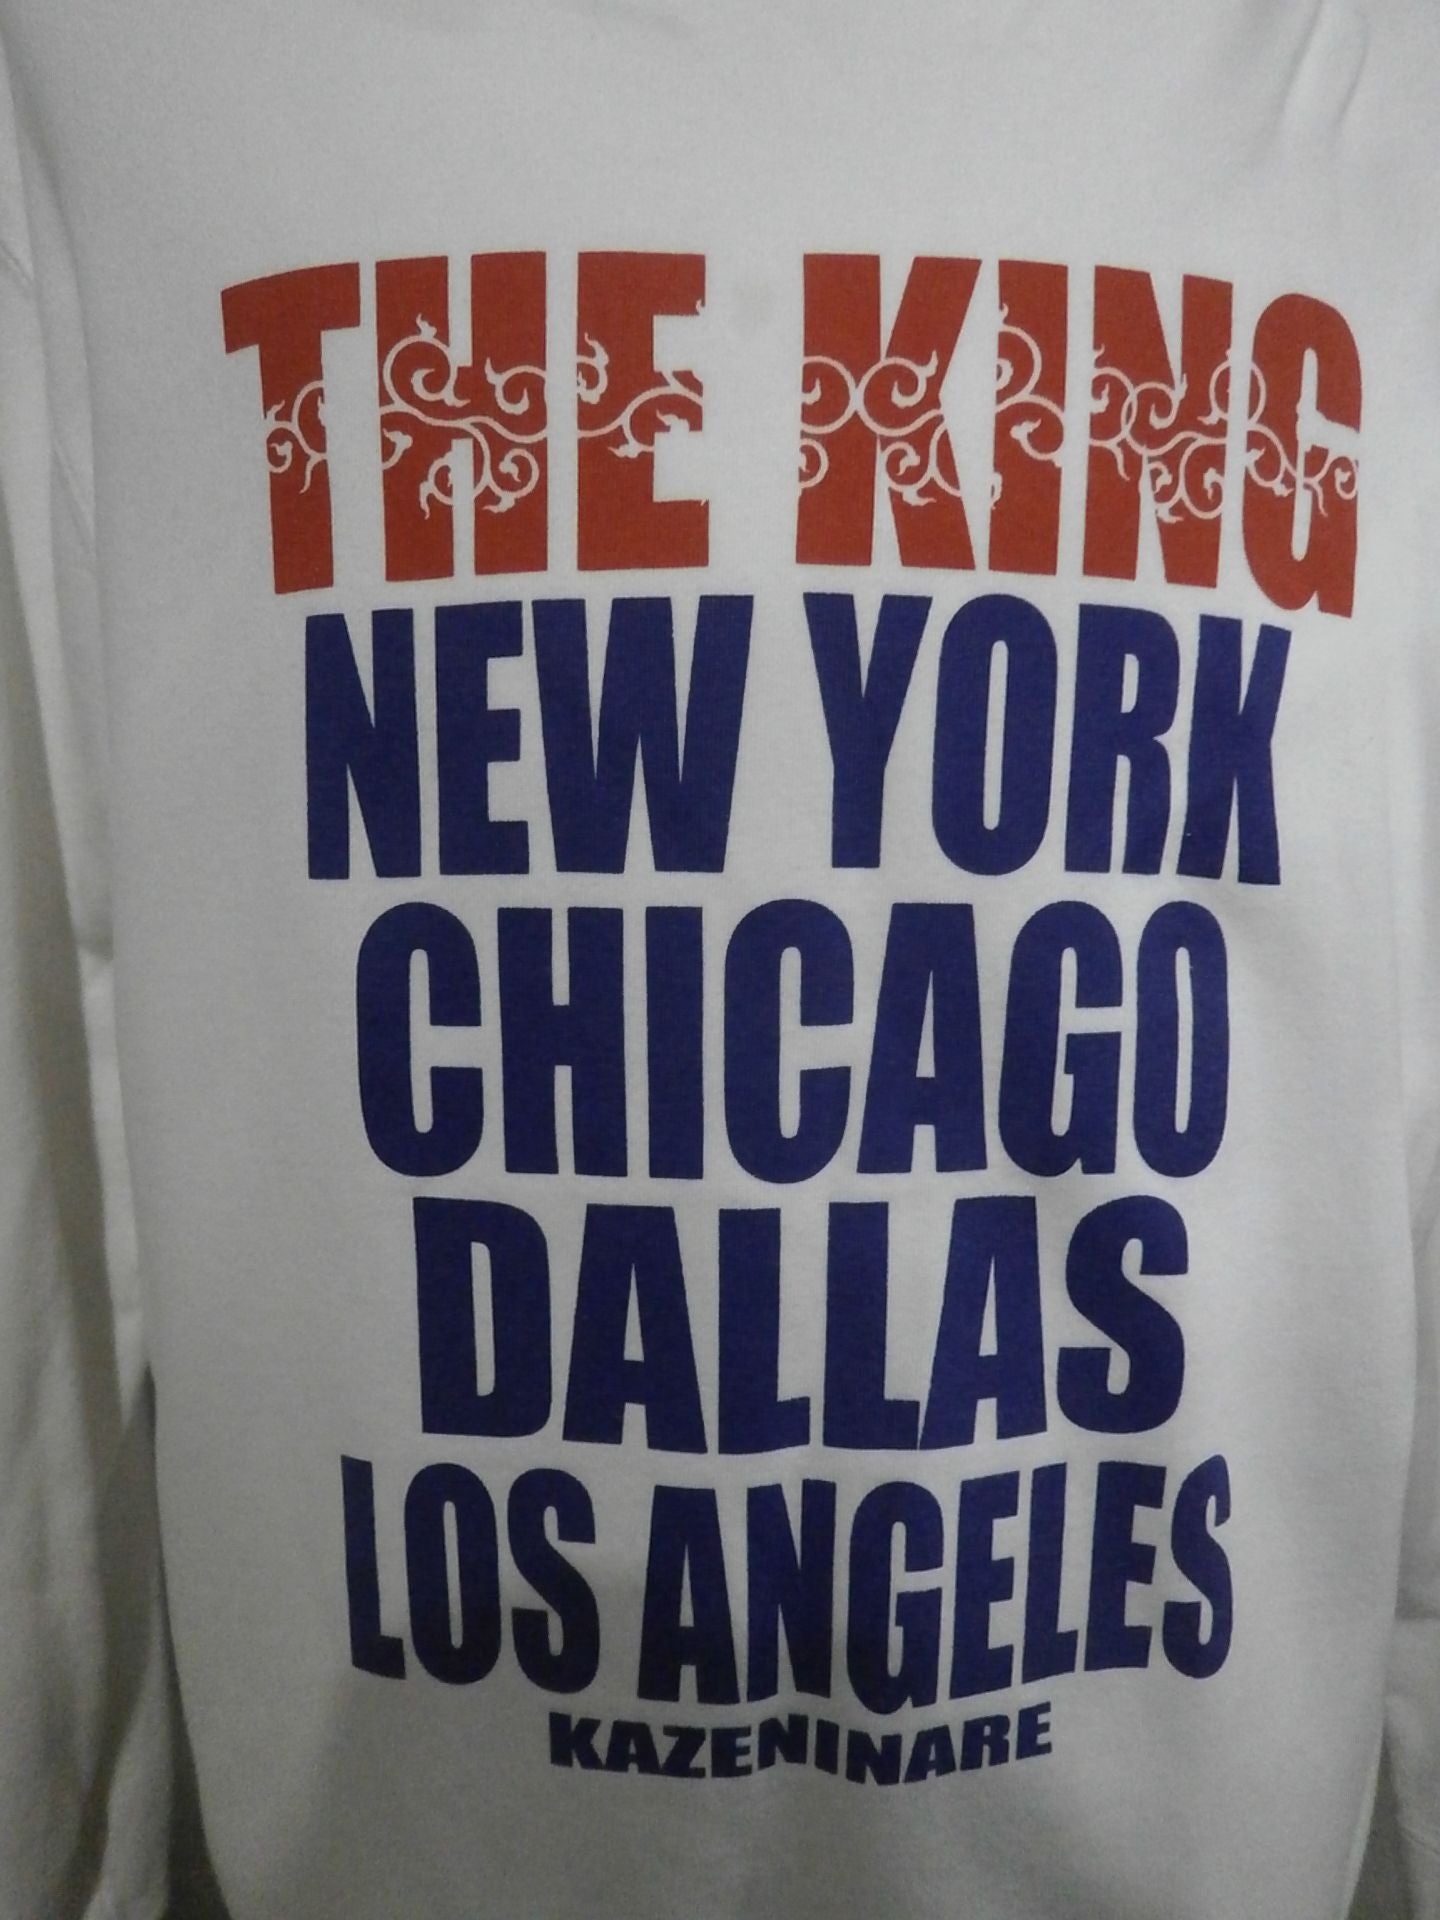 THE KING
NEW YORK
CHICAGO
DALLAS
LOS ANGELES
KAZENINARE